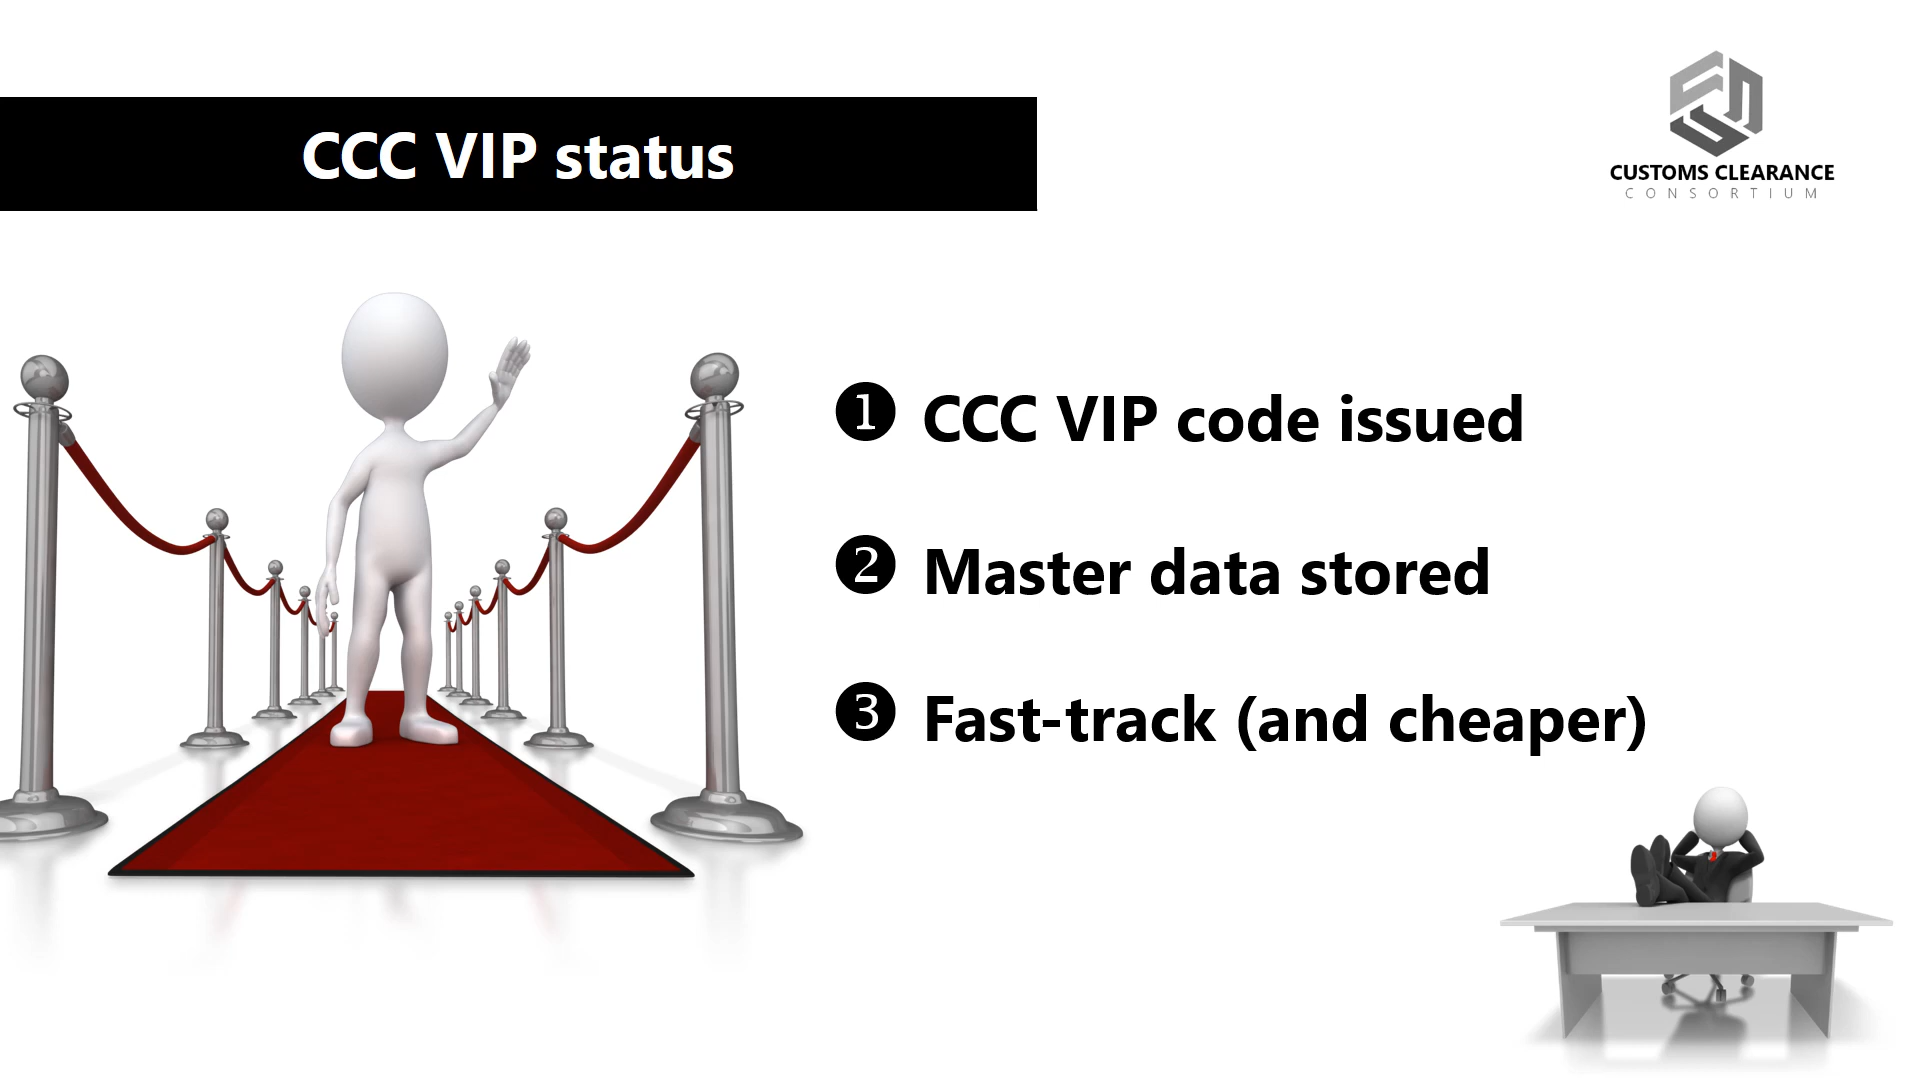 CCC VIP status
CUSTOMS CLEARANCE
CONSORTIUM
❶ CCC VIP code issued
❷ Master data stored
❸ Fast-track (and cheaper)